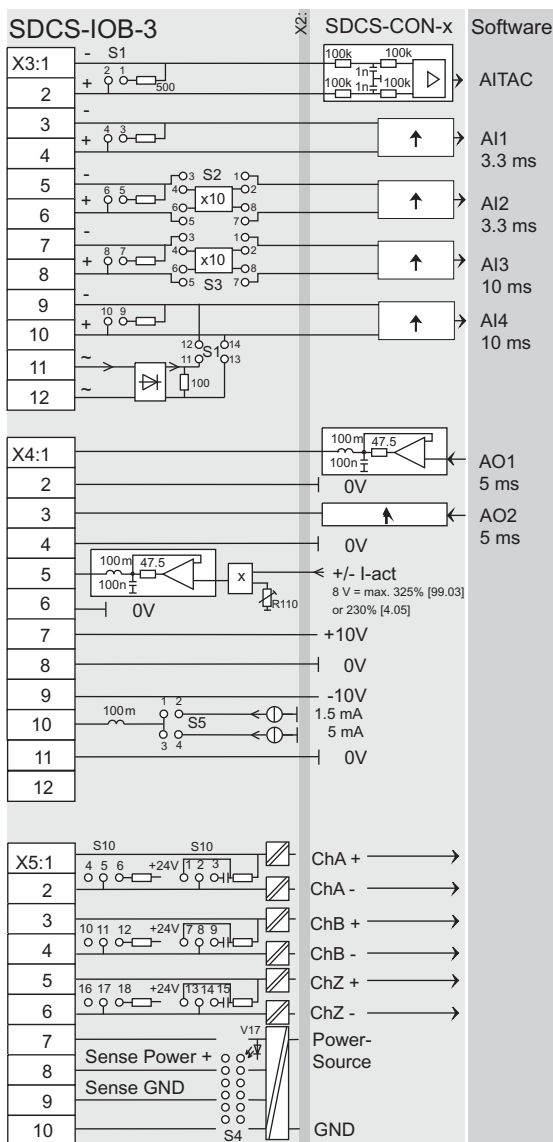 SDCS-IOB-3 X2: SDCS-CON-x Software
X3:1 - S1 100k 100k AITAC
2 1 500 1n
2 + 100k 1n 100k
3 -
4 3 AI1
4 + 3.3 ms
5 - 3 S2 1
6 5 4 x10 2 AI2
6 + 6 8 3.3 ms
5 7
7 - 3 1
8 7 4 x10 2 AI3
8 + 6 8 10 ms
5 S3 7
9 -
10 9 AI4
10 + 12 S1 14 10 ms
11 ~ 11 13
100
12 ~
X4:1 100m 47.5 AO1
100n 5 ms
2 0V
3 AO2
5 ms
4 0V
5 100m 47.5 x +/- I-act
100n R110 8 V = max. 325% [99.03]
6 0V or 230% [4.05]
7 +10V
8 0V
9 -10V
10 100m 1 2 S5 1.5 mA
3 4 5 mA
11 0V
12
S10 S10
X5:1 ChA +
4 5 6 +24V 1 2 3
2 ChA -
3 ChB +
10 11 12 +24V 7 8 9
4 ChB -
5 ChZ +
16 17 18 +24V 13 14 15
6 ChZ -
7 V17 Power-
Sense Power + Source
8
Sense GND
9
10 S4 GND